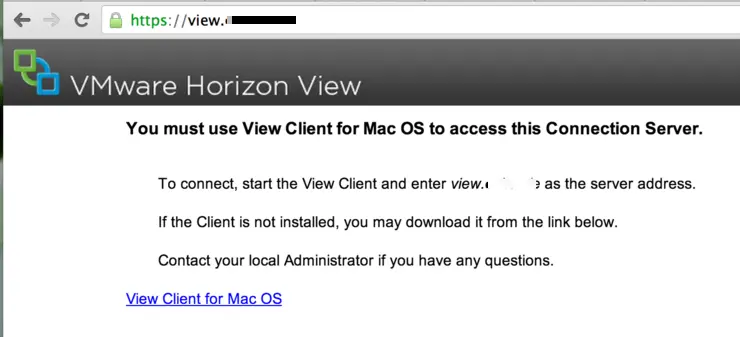 https://view.
VMware Horizon View
You must use View Client for Mac OS to access this Connection Server.
To connect, start the View Client and enter view. as the server address.
If the Client is not installed, you may download it from the link below.
Contact your local Administrator if you have any questions.
View Client for Mac OS